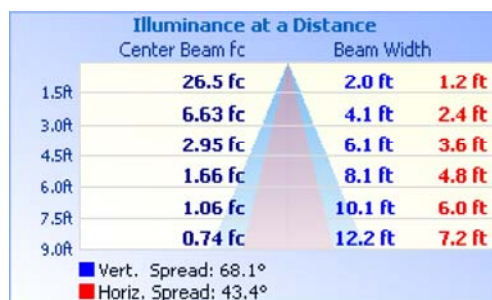 Illuminance at a Distance
Center Beam fc Beam Width
1.5ft 26.5 fc 2.0 ft 1.2 ft
3.0ft 6.63 fc 4.1 ft 2.4 ft
4.5ft 2.95 fc 6.1 ft 3.6 ft
6.0ft 1.66 fc 8.1 ft 4.8 ft
7.5ft 1.06 fc 10.1 ft 6.0 ft
9.0ft 0.74 fc 12.2 ft 7.2 ft
Vert. Spread: 68.1°
Horiz. Spread: 43.4°